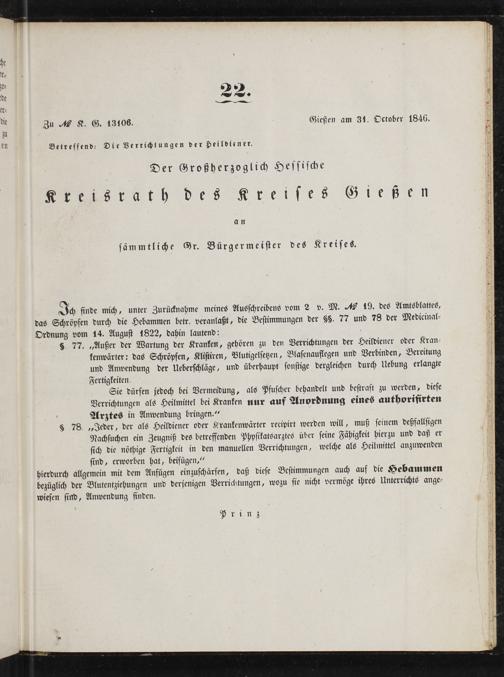 22.
Zu № K. G. 13106. Gießen am 31. October 1846.
Betreffend: Die Verrichtungen der Heildiener.
Der Großherzoglich Hessische
Kreisrath des Kreises Gießen
an
sämmtliche Gr. Bürgermeister des Kreises.
Ich finde mich, unter Zurücknahme meines Ausschreibens vom 2 v. M. № 19. des Amtsblattes,
das Schröpfen durch die Hebammen betr. veranlaßt, die Bestimmungen der §§. 77 und 78 der Medicinal-
Ordnung vom 14. August 1822, dahin lautend:
§ 77. „Außer der Wartung der Kranken, gehören zu den Verrichtungen der Heildiener oder Kran-
kenwärter: das Schröpfen, Klistiren, Blutigelsetzen, Blasenauflegen und Verbinden, Bereitung
und Anwendung der Ueberschläge, und überhaupt sonstige dergleichen durch Uebung erlangte
Fertigkeiten.
Sie dürfen jedoch bei Vermeidung, als Pfuscher behandelt und bestraft zu werden, diese
Verrichtungen als Heilmittel bei Kranken nur auf Anordnung eines authorisirten
Arztes in Anwendung bringen.“
§ 78. „Jeder, der als Heildiener oder Krankenwärter recipirt werden will, muß seinem deßfallsigen
Nachsuchen ein Zeugniß des betreffenden Physikatsarztes über seine Fähigkeit hierzu und daß er
sich die nöthige Fertigkeit in den manuellen Verrichtungen, welche als Heilmittel anzuwenden
sind, erworben hat, beifügen,“
hierdurch allgemein mit dem Anfügen einzuschärfen, daß diese Bestimmungen auch auf die Hebammen
bezüglich der Blutentziehungen und derjenigen Verrichtungen, wozu sie nicht vermöge ihres Unterrichts ange-
wiesen sind, Anwendung finden.
Prinz